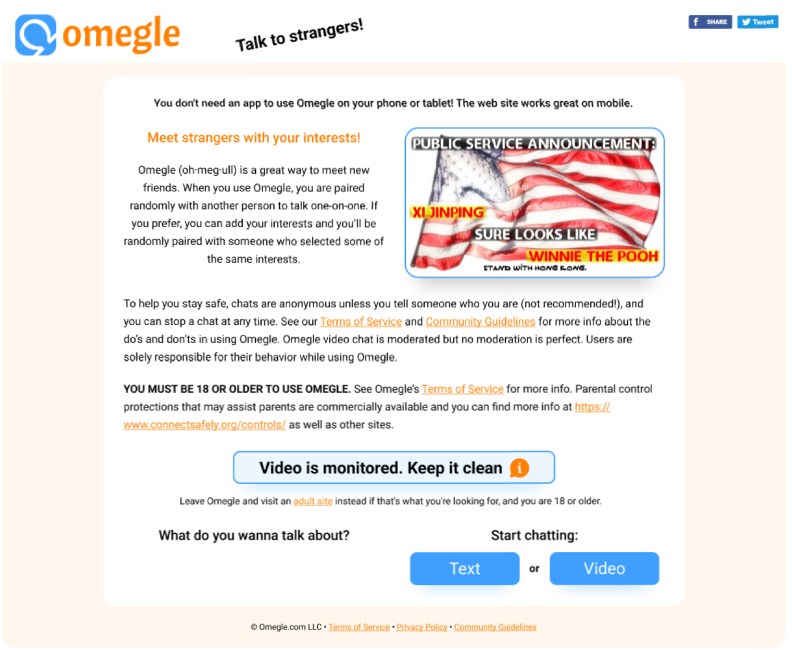 omegle
Talk to strangers!
f SHARE
Tweet
You don't need an app to use Omegle on your phone or tablet! The web site works great on mobile.
Meet strangers with your interests!
Omegle (oh·meg·ull) is a great way to meet new
friends. When you use Omegle, you are paired
randomly with another person to talk one-on-one. If
you prefer, you can add your interests and you'll be
randomly paired with someone who selected some of
the same interests.
PUBLIC SERVICE ANNOUNCEMENT:
XI JINPING
SURE LOOKS LIKE
WINNIE THE POOH
STAND WITH HONG KONG.
To help you stay safe, chats are anonymous unless you tell someone who you are (not recommended!), and
you can stop a chat at any time. See our Terms of Service and Community Guidelines for more info about the
do's and don'ts in using Omegle. Omegle video chat is moderated but no moderation is perfect. Users are
solely responsible for their behavior while using Omegle.
YOU MUST BE 18 OR OLDER TO USE OMEGLE. See Omegle's Terms of Service for more info. Parental control
protections that may assist parents are commercially available and you can find more info at https://
www.connectsafely.org/controls/ as well as other sites.
Video is monitored. Keep it clean i
Leave Omegle and visit an adult site instead if that's what you're looking for, and you are 18 or older.
What do you wanna talk about?
Start chatting:
Text or Video
© Omegle.com LLC • Terms of Service • Privacy Policy • Community Guidelines